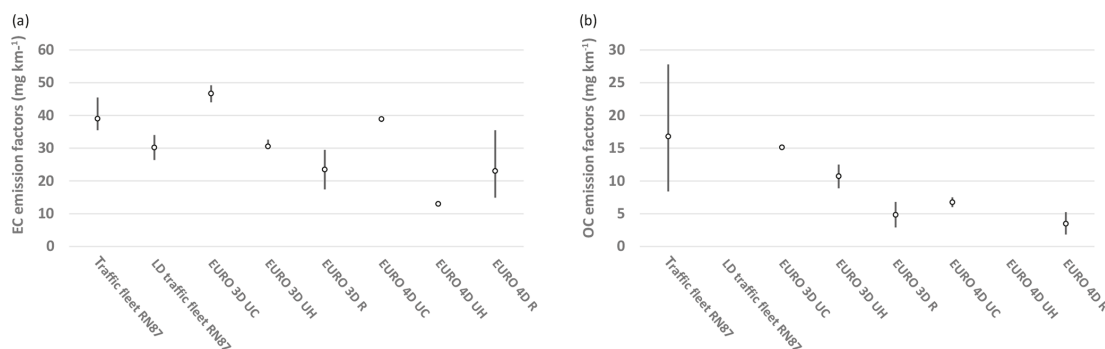 (a)
EC emission factors (mg km-¹)
60
50
40
30
20
10
0
Traffic fleet RN87
LD traffic fleet RN87
EURO 3D UC
EURO 3D UH
EURO 3D R
EURO 4D UC
EURO 4D UH
EURO 4D R
(b)
OC emission factors (mg km⁻¹)
30
25
20
15
10
5
0
Traffic fleet RN87
LD traffic fleet RN87
EURO 3D UC
EURO 3D UH
EURO 3D R
EURO 4D UC
EURO 4D UH
EURO 4D R